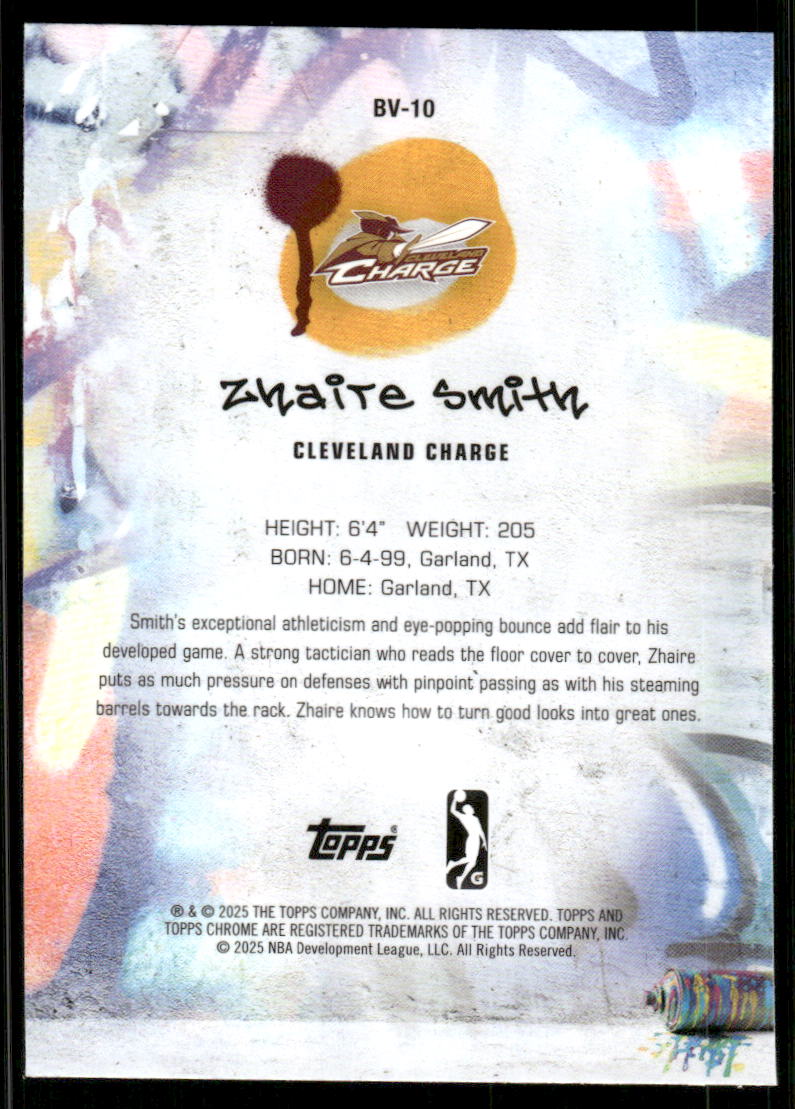 BV-10
CLEVELAND
CHARGE
Zhaire Smith
CLEVELAND CHARGE
HEIGHT: 6'4" WEIGHT: 205
BORN: 6-4-99, Garland, TX
HOME: Garland, TX
Smith's exceptional athleticism and eye-popping bounce add flair to his
developed game. A strong tactician who reads the floor cover to cover, Zhaire
puts as much pressure on defenses with pinpoint passing as with his steaming
barrels towards the rack. Zhaire knows how to turn good looks into great ones.
Topps®
G
® & © 2025 THE TOPPS COMPANY, INC. ALL RIGHTS RESERVED. TOPPS AND
TOPPS CHROME ARE REGISTERED TRADEMARKS OF THE TOPPS COMPANY, INC.
© 2025 NBA Development League, LLC. All Rights Reserved.